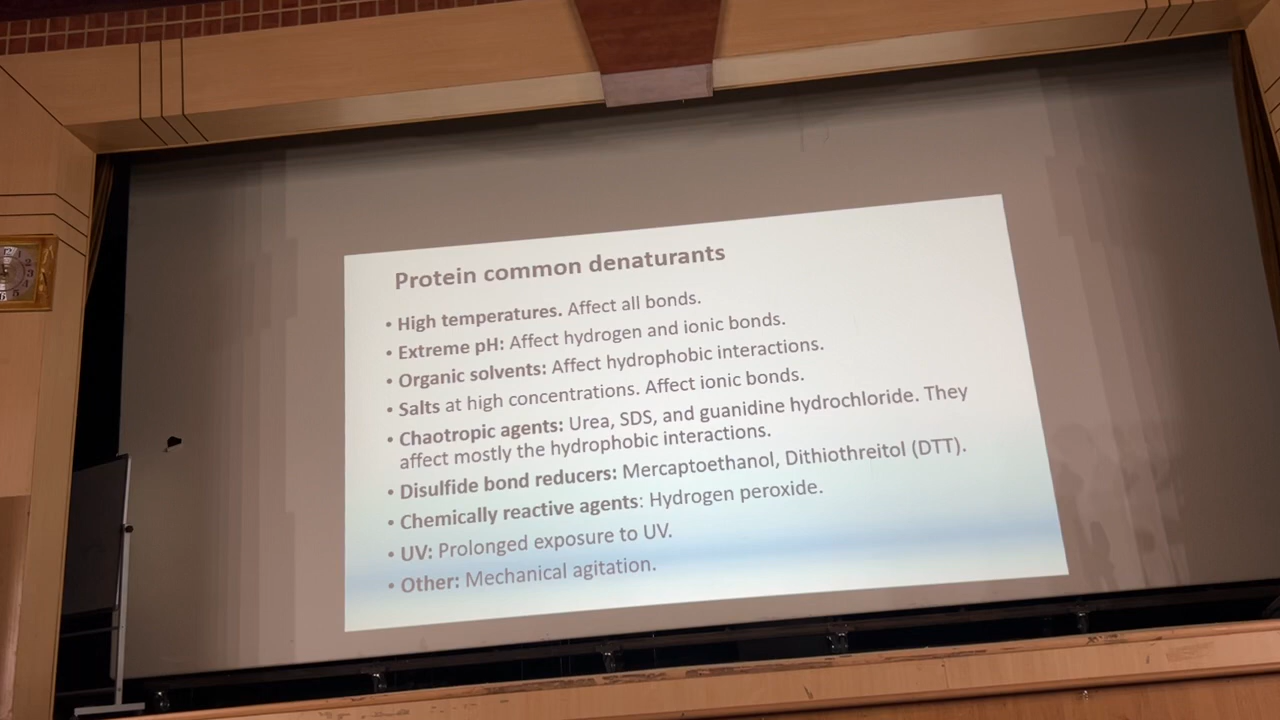 Protein common denaturants
• High temperatures. Affect all bonds.
• Extreme pH: Affect hydrogen and ionic bonds.
• Organic solvents: Affect hydrophobic interactions.
• Salts at high concentrations. Affect ionic bonds.
• Chaotropic agents: Urea, SDS, and guanidine hydrochloride. They
affect mostly the hydrophobic interactions.
• Disulfide bond reducers: Mercaptoethanol, Dithiothreitol (DTT).
• Chemically reactive agents: Hydrogen peroxide.
• UV: Prolonged exposure to UV.
• Other: Mechanical agitation.